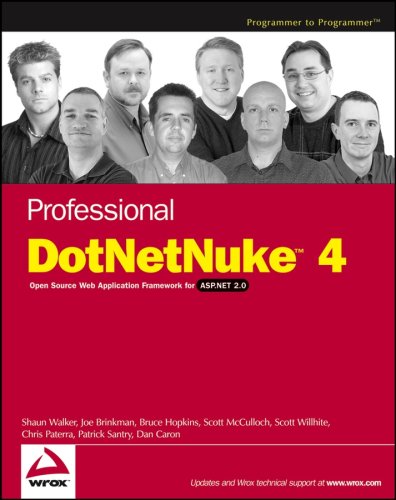 Programmer to Programmer™
Professional
DotNetNuke™ 4
Open Source Web Application Framework for ASP.NET 2.0
Shaun Walker, Joe Brinkman, Bruce Hopkins, Scott McCulloch, Scott Willhite,
Chris Paterra, Patrick Santry, Dan Caron
wrox
Updates and Wrox technical support at www.wrox.com